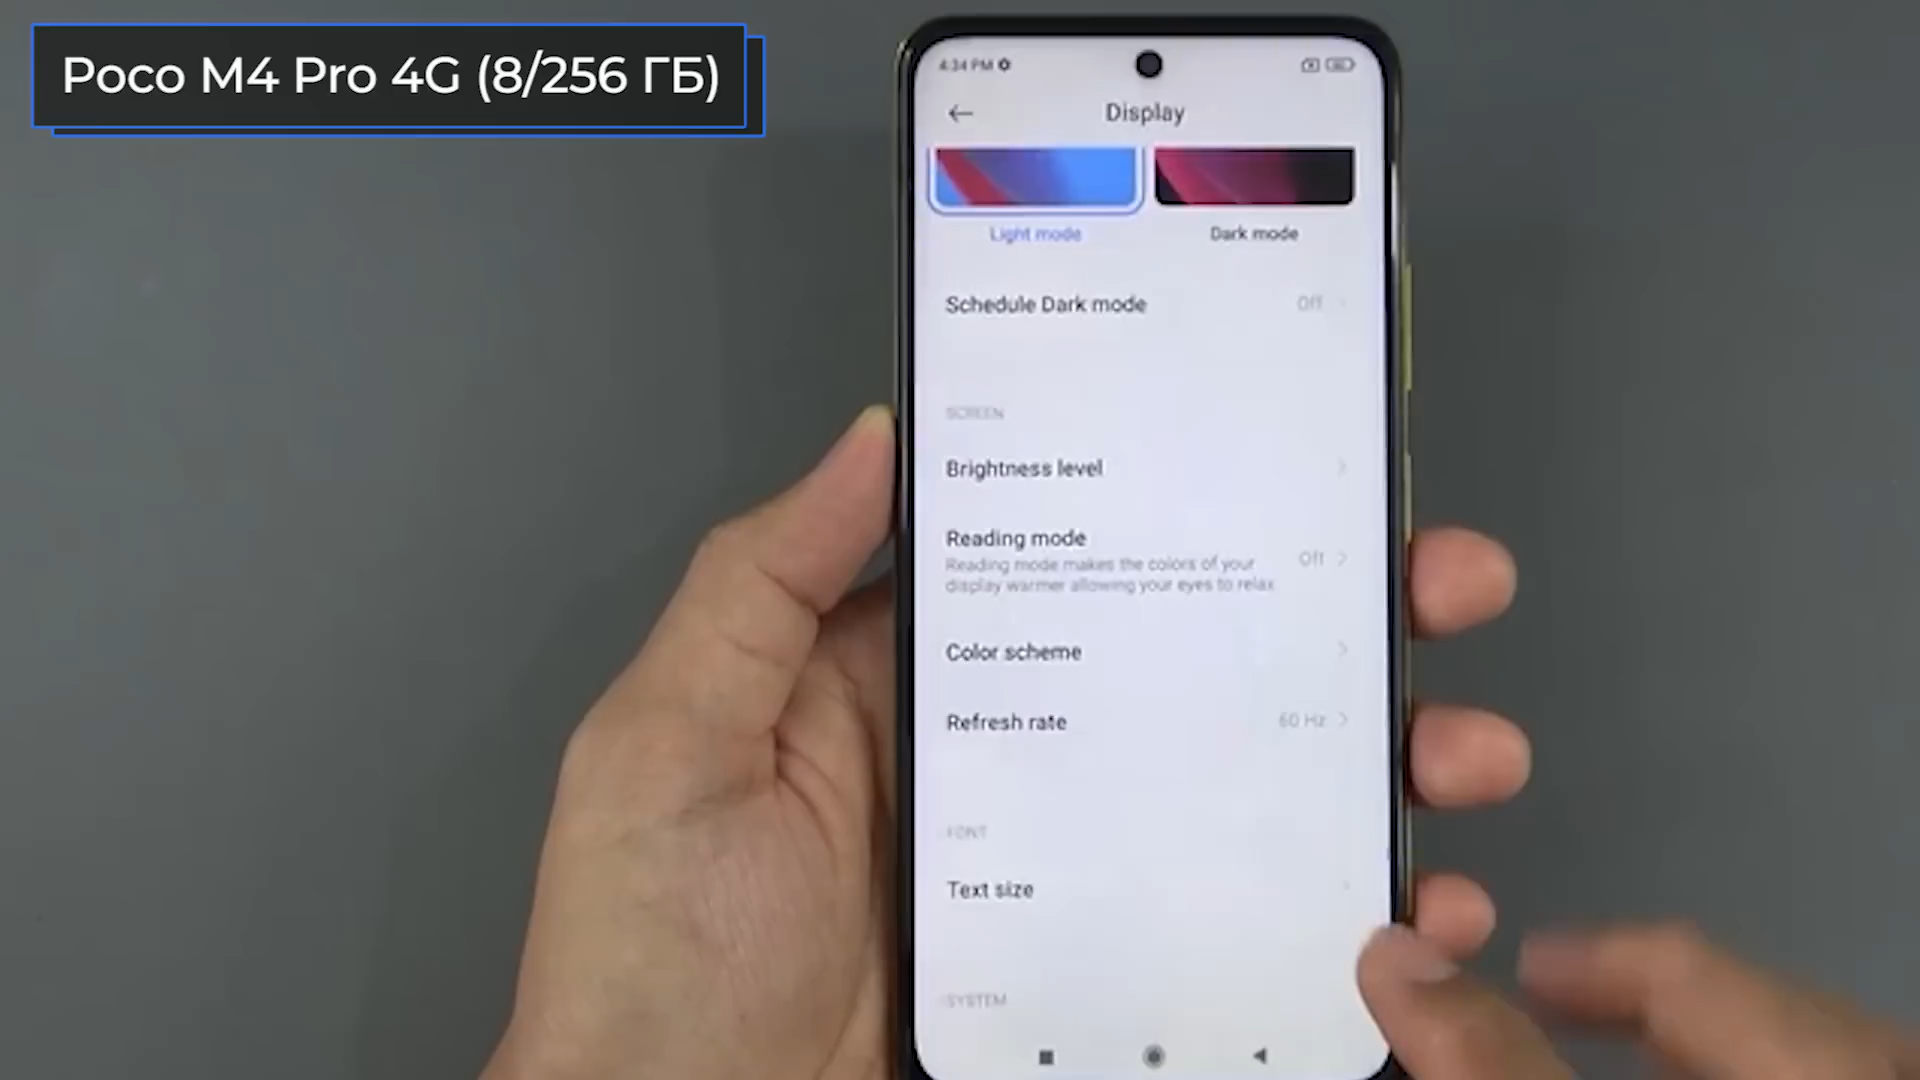 Poco M4 Pro 4G (8/256 ГБ)
4:34 PM
Display
Light mode
Dark mode
Schedule Dark mode
Off
SCREEN
Brightness level
Reading mode
Reading mode makes the colors of your
display warmer allowing your eyes to relax
Off
Color scheme
Refresh rate
60 Hz
FONT
Text size
SYSTEM